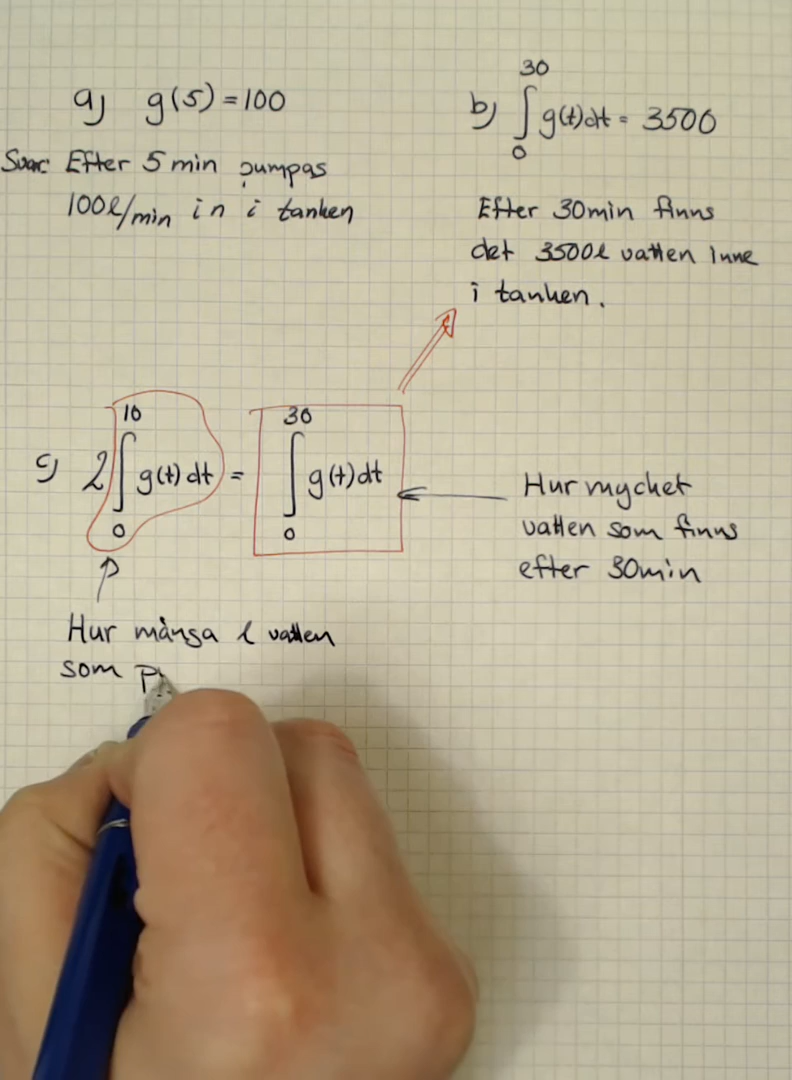 a) g(5) = 100
Svar: Efter 5 min pumpas
100l/min in i tanken
b) ∫₀³⁰ g(t)dt = 3500
Efter 30min finns
det 3500l vatten inne
i tanken.
c) 2∫₀¹⁰ g(t)dt = ∫₀³⁰ g(t)dt
Hur mycket
vatten som finns
efter 30min
Hur många l vatten
som p